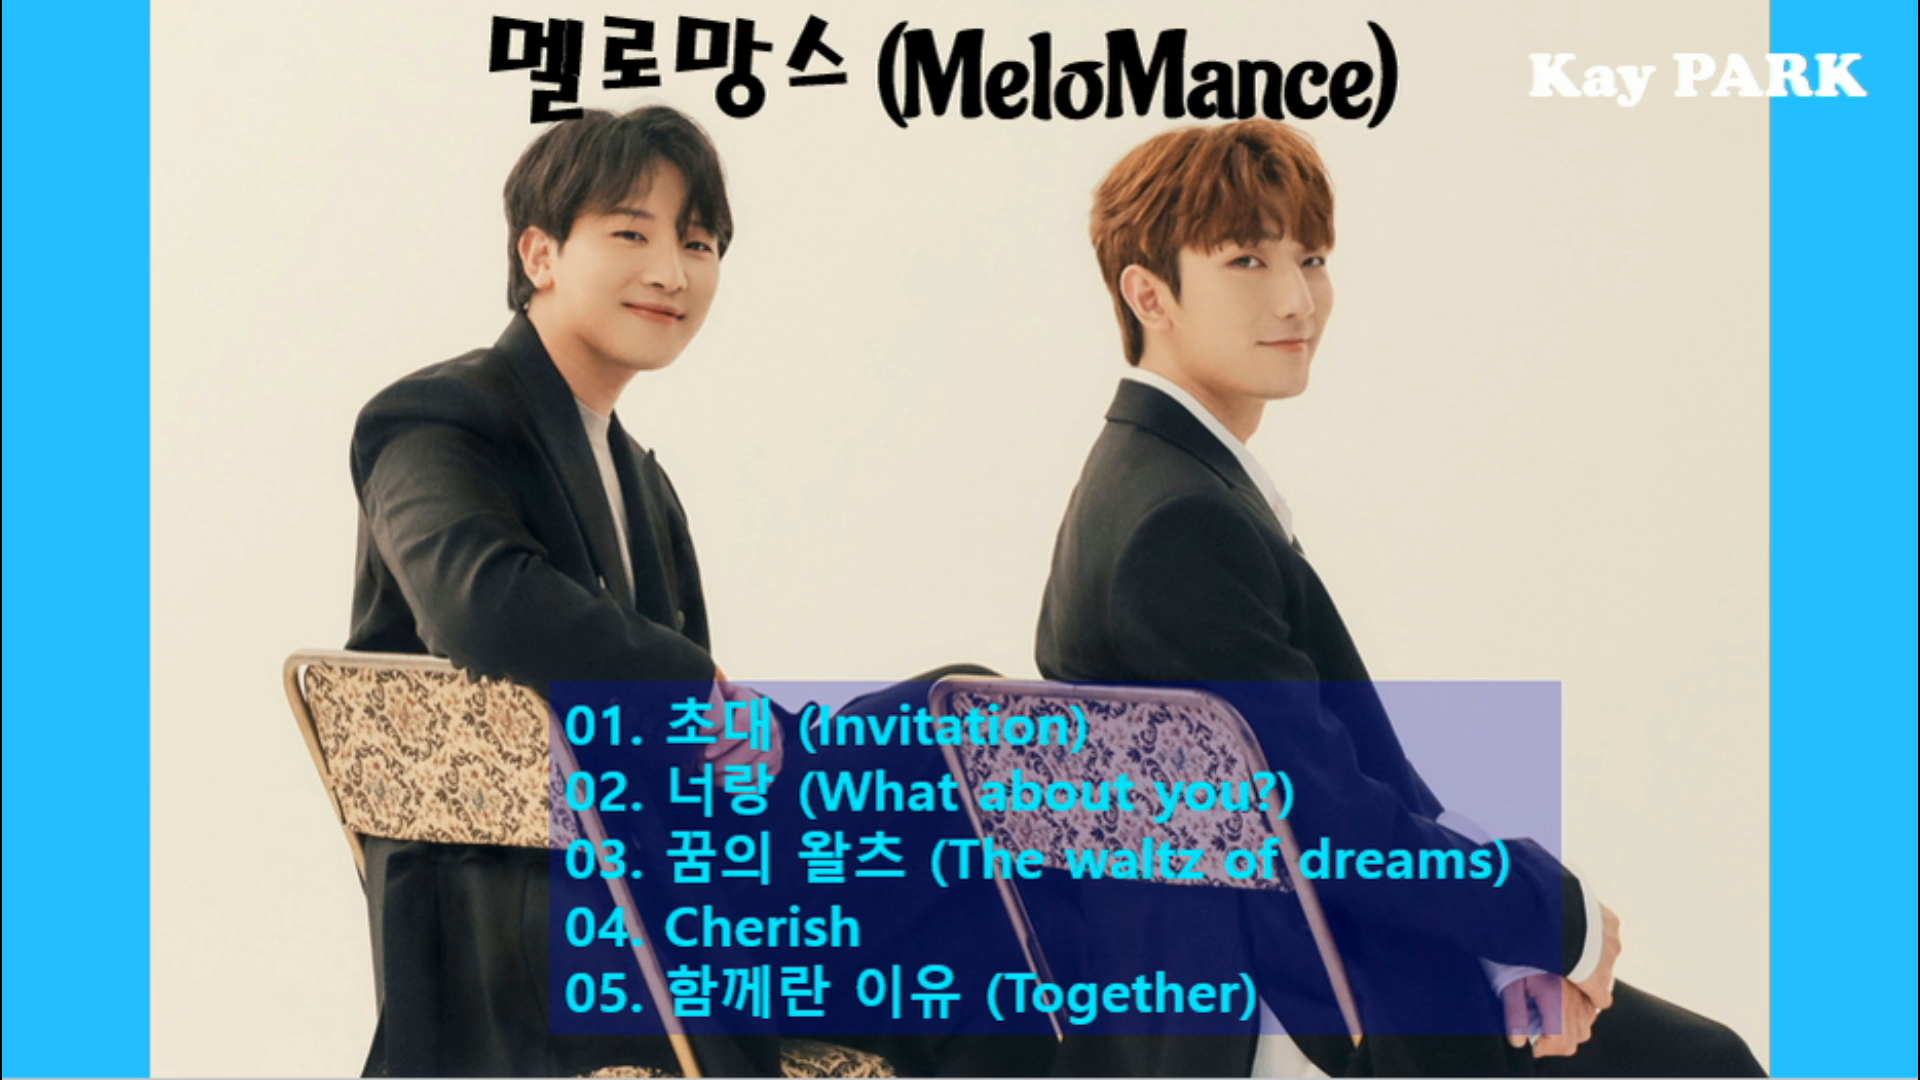 멜로망스 (MeloMance)
Kay PARK
01. 초대 (Invitation)
02. 너랑 (What about you?)
03. 꿈의 왈츠 (The waltz of dreams)
04. Cherish
05. 함께란 이유 (Together)